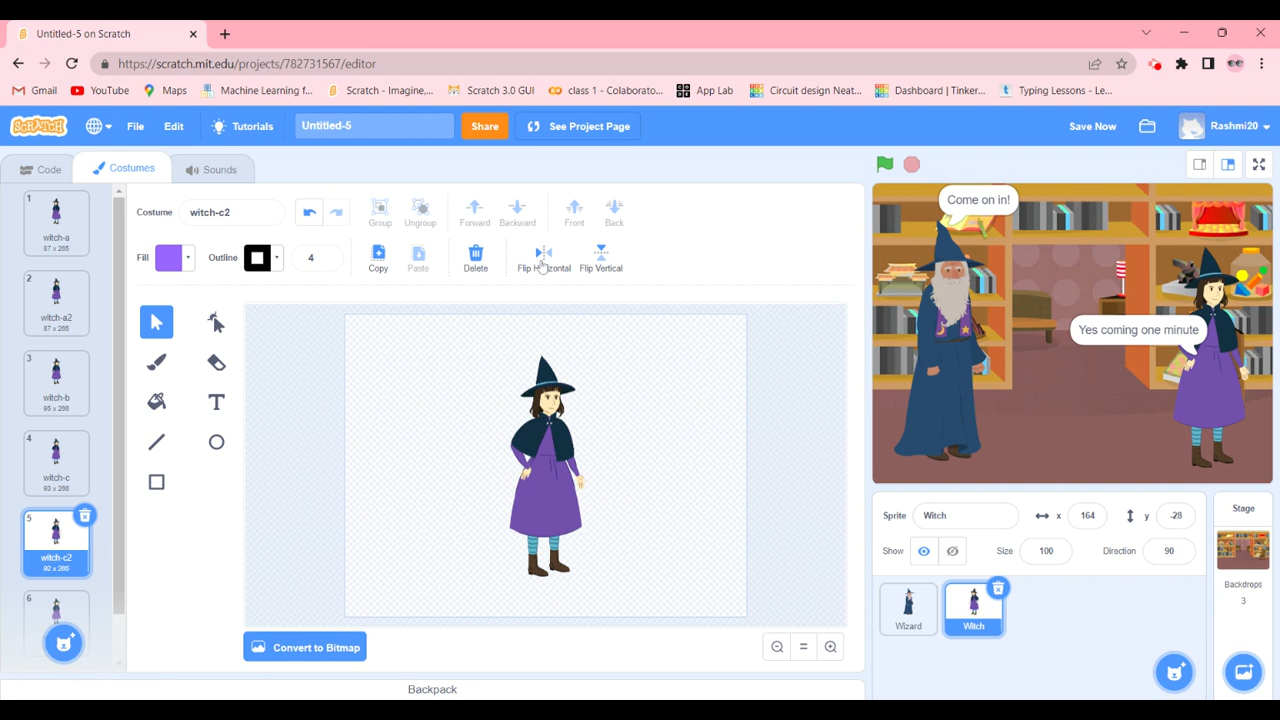 Untitled-5 on Scratch
https://scratch.mit.edu/projects/782731567/editor
Gmail YouTube Maps Machine Learning f... Scratch - Imagine,... Scratch 3.0 GUI class 1 - Colaborato... App Lab Circuit design Neat... Dashboard | Tinker... Typing Lessons - Le...
SCRATCH File Edit Tutorials Untitled-5 Share See Project Page Save Now Rashmi20
Code Costumes Sounds
Costume witch-c2 Group Ungroup Forward Backward Front Back
Fill Outline 4 Copy Paste Delete Flip Horizontal Flip Vertical
1
witch-a
87 x 265
2
witch-a2
87 x 265
3
witch-b
95 x 266
4
witch-c
93 x 266
5
witch-c2
92 x 265
6
T
Convert to Bitmap
Backpack
Come on in!
Yes coming one minute
Sprite Witch x 164 y -28
Show Size 100 Direction 90
Wizard
Witch
Stage
Backdrops
3